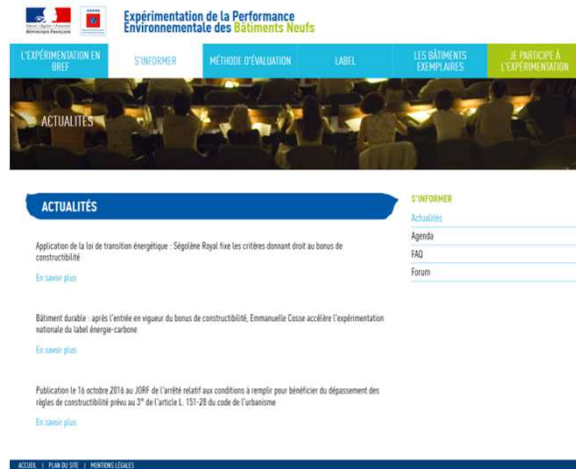 Liberté • Égalité • Fraternité
RÉPUBLIQUE FRANÇAISE
Expérimentation de la Performance
Environnementale des Bâtiments Neufs
L'EXPÉRIMENTATION EN
BREF
S'INFORMER
MÉTHODE D'ÉVALUATION
LABEL
LES BÂTIMENTS
EXEMPLAIRES
JE PARTICIPE À
L'EXPÉRIMENTATION
ACTUALITÉS
ACTUALITÉS
Application de la loi de transition énergétique : Ségolène Royal fixe les critères donnant droit au bonus de
constructibilité
En savoir plus
Bâtiment durable : après l'entrée en vigueur du bonus de constructibilité, Emmanuelle Cosse accélère l'expérimentation
nationale du label énergie-carbone
En savoir plus
Publication le 16 octobre 2016 au JORF de l'arrêté relatif aux conditions à remplir pour bénéficier du dépassement des
règles de constructibilité prévu au 3° de l'article L. 151-28 du code de l'urbanisme
En savoir plus
S'INFORMER
Actualités
Agenda
FAQ
Forum
ACCUEIL | PLAN DU SITE | MENTIONS LÉGALES